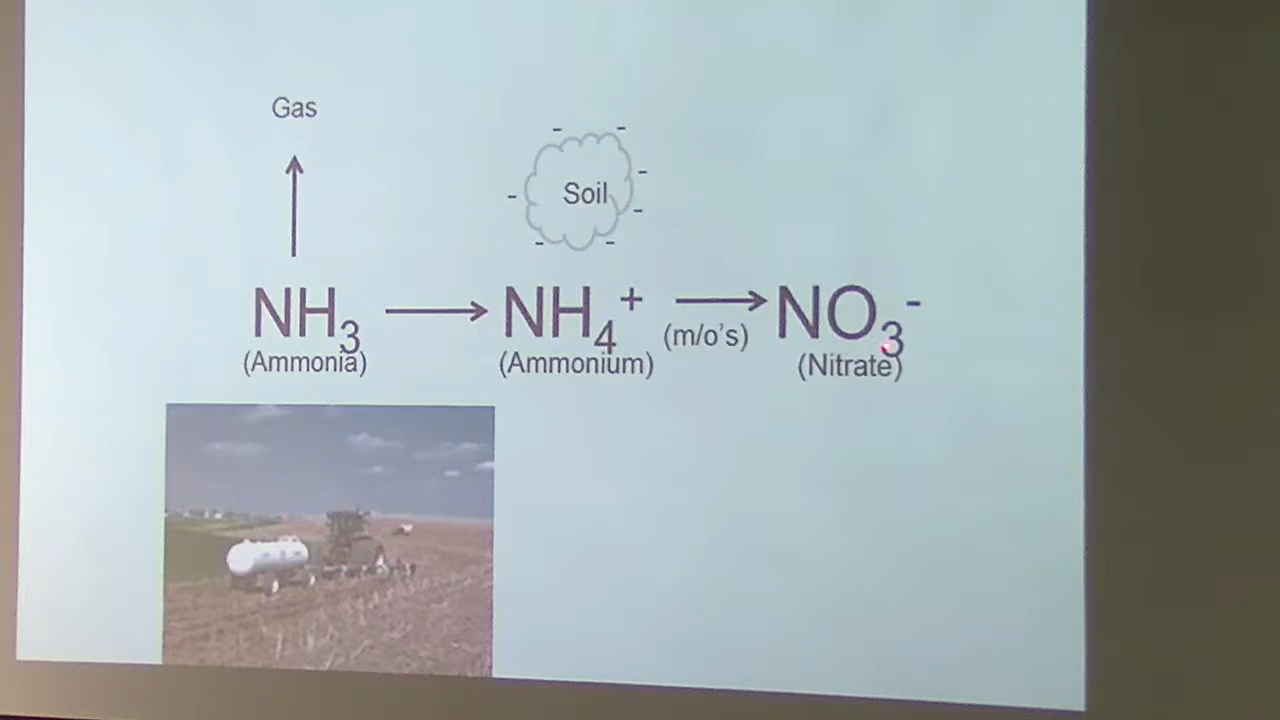 Gas
Soil
NH₃ NH₄⁺ (m/o's) NO₃⁻
(Ammonia) (Ammonium) (Nitrate)